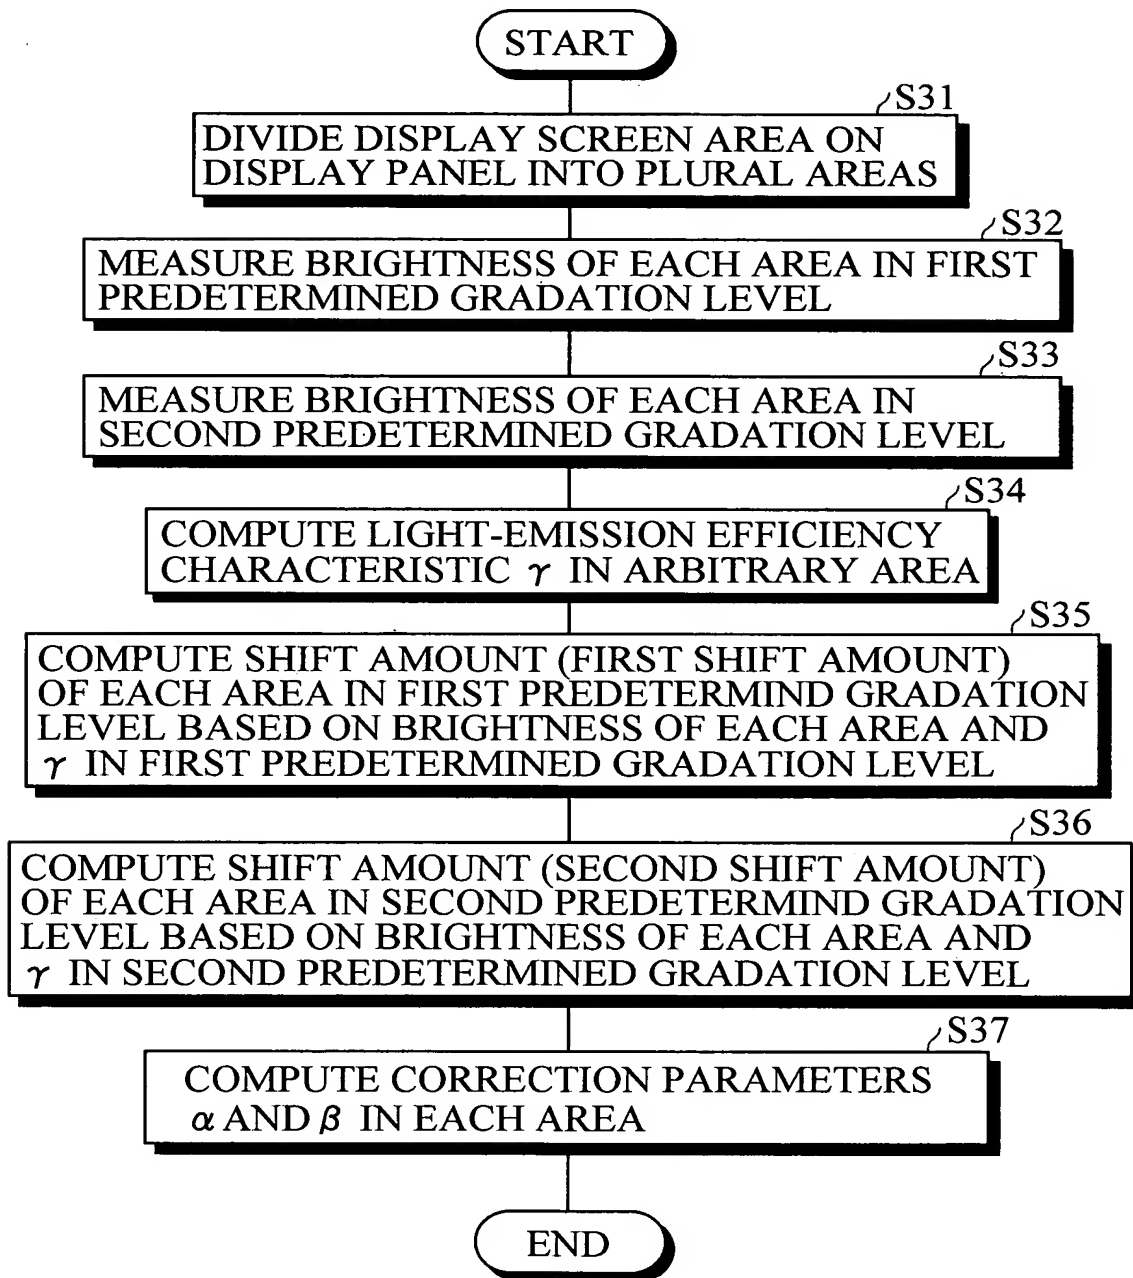 START
S31
DIVIDE DISPLAY SCREEN AREA ON
DISPLAY PANEL INTO PLURAL AREAS
S32
MEASURE BRIGHTNESS OF EACH AREA IN FIRST
PREDETERMINED GRADATION LEVEL
S33
MEASURE BRIGHTNESS OF EACH AREA IN
SECOND PREDETERMINED GRADATION LEVEL
S34
COMPUTE LIGHT-EMISSION EFFICIENCY
CHARACTERISTIC γ IN ARBITRARY AREA
S35
COMPUTE SHIFT AMOUNT (FIRST SHIFT AMOUNT)
OF EACH AREA IN FIRST PREDETERMIND GRADATION
LEVEL BASED ON BRIGHTNESS OF EACH AREA AND
γ IN FIRST PREDETERMINED GRADATION LEVEL
S36
COMPUTE SHIFT AMOUNT (SECOND SHIFT AMOUNT)
OF EACH AREA IN SECOND PREDETERMIND GRADATION
LEVEL BASED ON BRIGHTNESS OF EACH AREA AND
γ IN SECOND PREDETERMINED GRADATION LEVEL
S37
COMPUTE CORRECTION PARAMETERS
α AND β IN EACH AREA
END